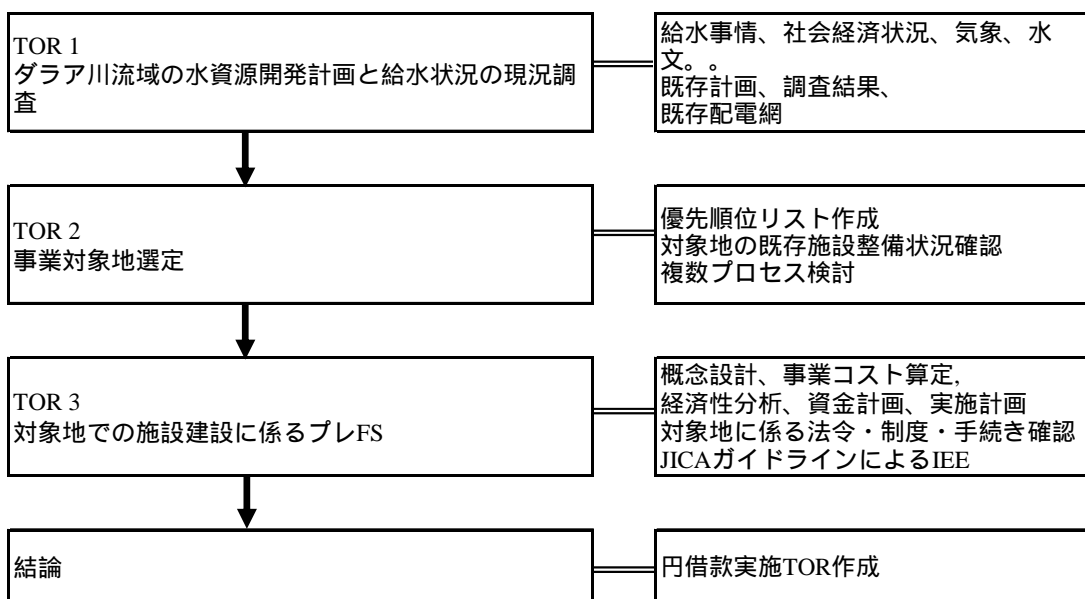 TOR 1
ダラア川流域の水資源開発計画と給水状況の現況調
査
給水事情、社会経済状況、気象、水
文。。
既存計画、調査結果、
既存配電網
TOR 2
事業対象地選定
優先順位リスト作成
対象地の既存施設整備状況確認
複数プロセス検討
TOR 3
対象地での施設建設に係るプレFS
概念設計、事業コスト算定,
経済性分析、資金計画、実施計画
対象地に係る法令・制度・手続き確認
JICAガイドラインによるIEE
結論
円借款実施TOR作成